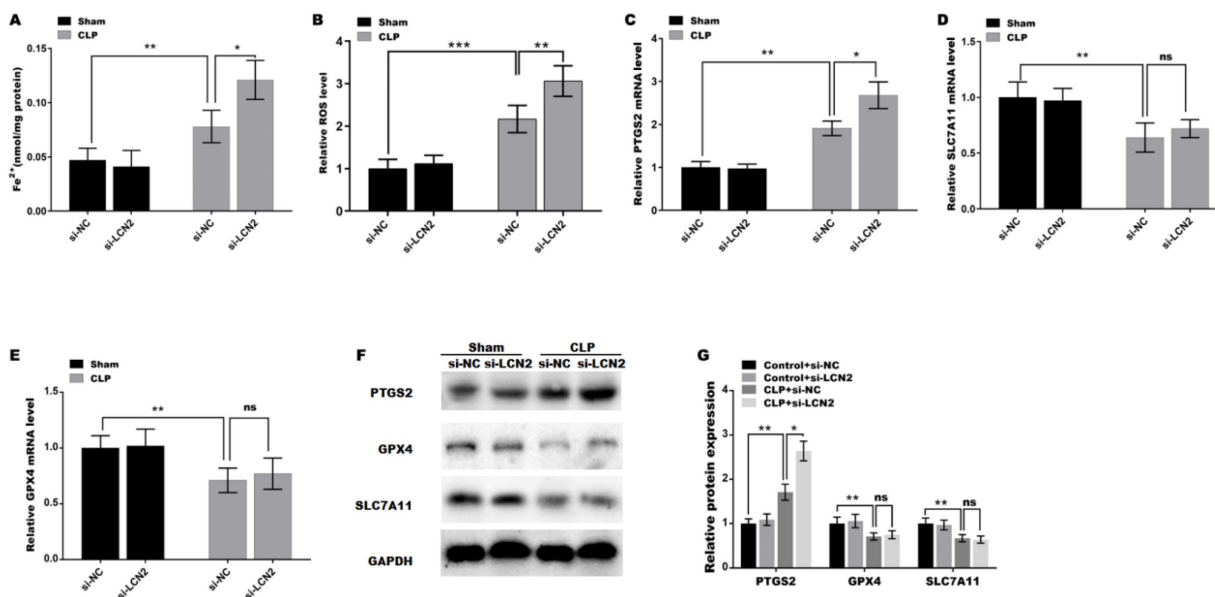 A
Sham
CLP
** *
Fe2+(nmol/mg protein)
0.15
0.10
0.05
0.00
si-NC
si-LCN2
si-NC
si-LCN2
B
Sham
CLP
*** **
Relative ROS level
5
4
3
2
1
0
si-NC
si-LCN2
si-NC
si-LCN2
C
Sham
CLP
** *
Relative PTGS2 mRNA level
4
3
2
1
0
si-NC
si-LCN2
si-NC
si-LCN2
D
Sham
CLP
** ns
Relative SLC7A11 mRNA level
1.5
1.0
0.5
0.0
si-NC
si-LCN2
si-NC
si-LCN2
E
Sham
CLP
** ns
Relative GPX4 mRNA level
1.5
1.0
0.5
0.0
si-NC
si-LCN2
si-NC
si-LCN2
F
Sham CLP
si-NC si-LCN2 si-NC si-LCN2
PTGS2
GPX4
SLC7A11
GAPDH
G
Control+si-NC
Control+si-LCN2
CLP+si-NC
CLP+si-LCN2
** *
** ns
** ns
Relative protein expression
4
3
2
1
0
PTGS2 GPX4 SLC7A11